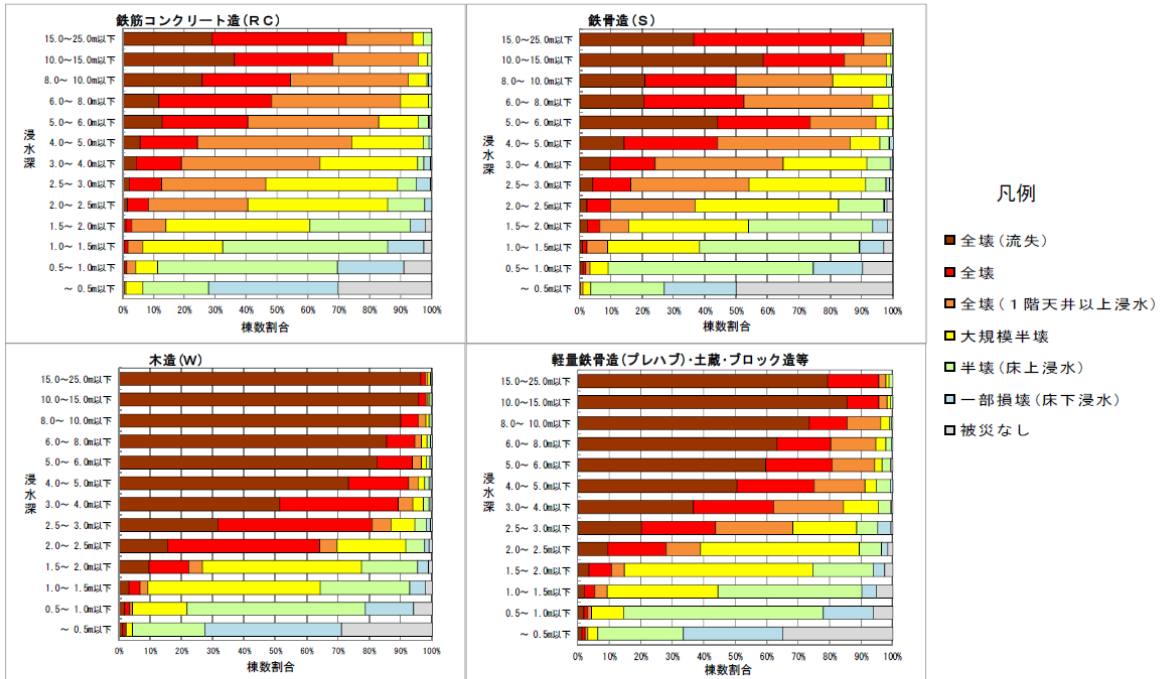 鉄筋コンクリート造(RC)
15.0~25.0m以下
10.0~15.0m以下
8.0~ 10.0m以下
6.0~ 8.0m以下
5.0~ 6.0m以下
4.0~ 5.0m以下
3.0~ 4.0m以下
2.5~ 3.0m以下
2.0~ 2.5m以下
1.5~ 2.0m以下
1.0~ 1.5m以下
0.5~ 1.0m以下
~ 0.5m以下
浸水深
0% 10% 20% 30% 40% 50% 60% 70% 80% 90% 100%
棟数割合
鉄骨造(S)
15.0~25.0m以下
10.0~15.0m以下
8.0~ 10.0m以下
6.0~ 8.0m以下
5.0~ 6.0m以下
4.0~ 5.0m以下
3.0~ 4.0m以下
2.5~ 3.0m以下
2.0~ 2.5m以下
1.5~ 2.0m以下
1.0~ 1.5m以下
0.5~ 1.0m以下
~ 0.5m以下
浸水深
0% 10% 20% 30% 40% 50% 60% 70% 80% 90% 100%
棟数割合
木造(W)
15.0~25.0m以下
10.0~15.0m以下
8.0~ 10.0m以下
6.0~ 8.0m以下
5.0~ 6.0m以下
4.0~ 5.0m以下
3.0~ 4.0m以下
2.5~ 3.0m以下
2.0~ 2.5m以下
1.5~ 2.0m以下
1.0~ 1.5m以下
0.5~ 1.0m以下
~ 0.5m以下
浸水深
0% 10% 20% 30% 40% 50% 60% 70% 80% 90% 100%
棟数割合
軽量鉄骨造(プレハブ)・土蔵・ブロック造等
15.0~25.0m以下
10.0~15.0m以下
8.0~ 10.0m以下
6.0~ 8.0m以下
5.0~ 6.0m以下
4.0~ 5.0m以下
3.0~ 4.0m以下
2.5~ 3.0m以下
2.0~ 2.5m以下
1.5~ 2.0m以下
1.0~ 1.5m以下
0.5~ 1.0m以下
~ 0.5m以下
浸水深
0% 10% 20% 30% 40% 50% 60% 70% 80% 90% 100%
棟数割合
凡例
全壊(流失)
全壊
全壊(1階天井以上浸水)
大規模半壊
半壊(床上浸水)
一部損壊(床下浸水)
被災なし